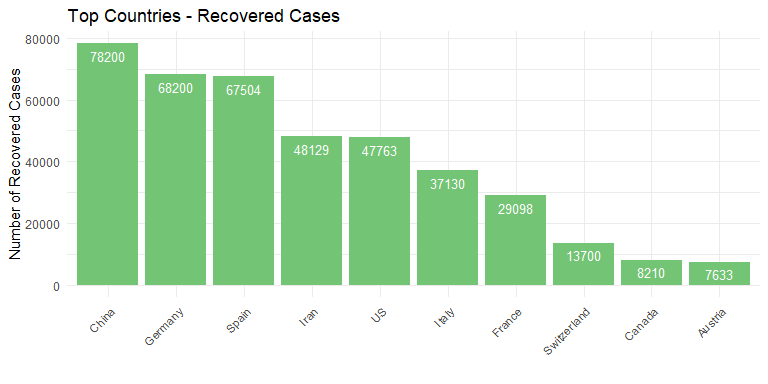 Top Countries - Recovered Cases
Number of Recovered Cases
80000
60000
40000
20000
0
78200
68200
67504
48129
47763
37130
29098
13700
8210
7633
China
Germany
Spain
Iran
US
Italy
France
Switzerland
Canada
Austria